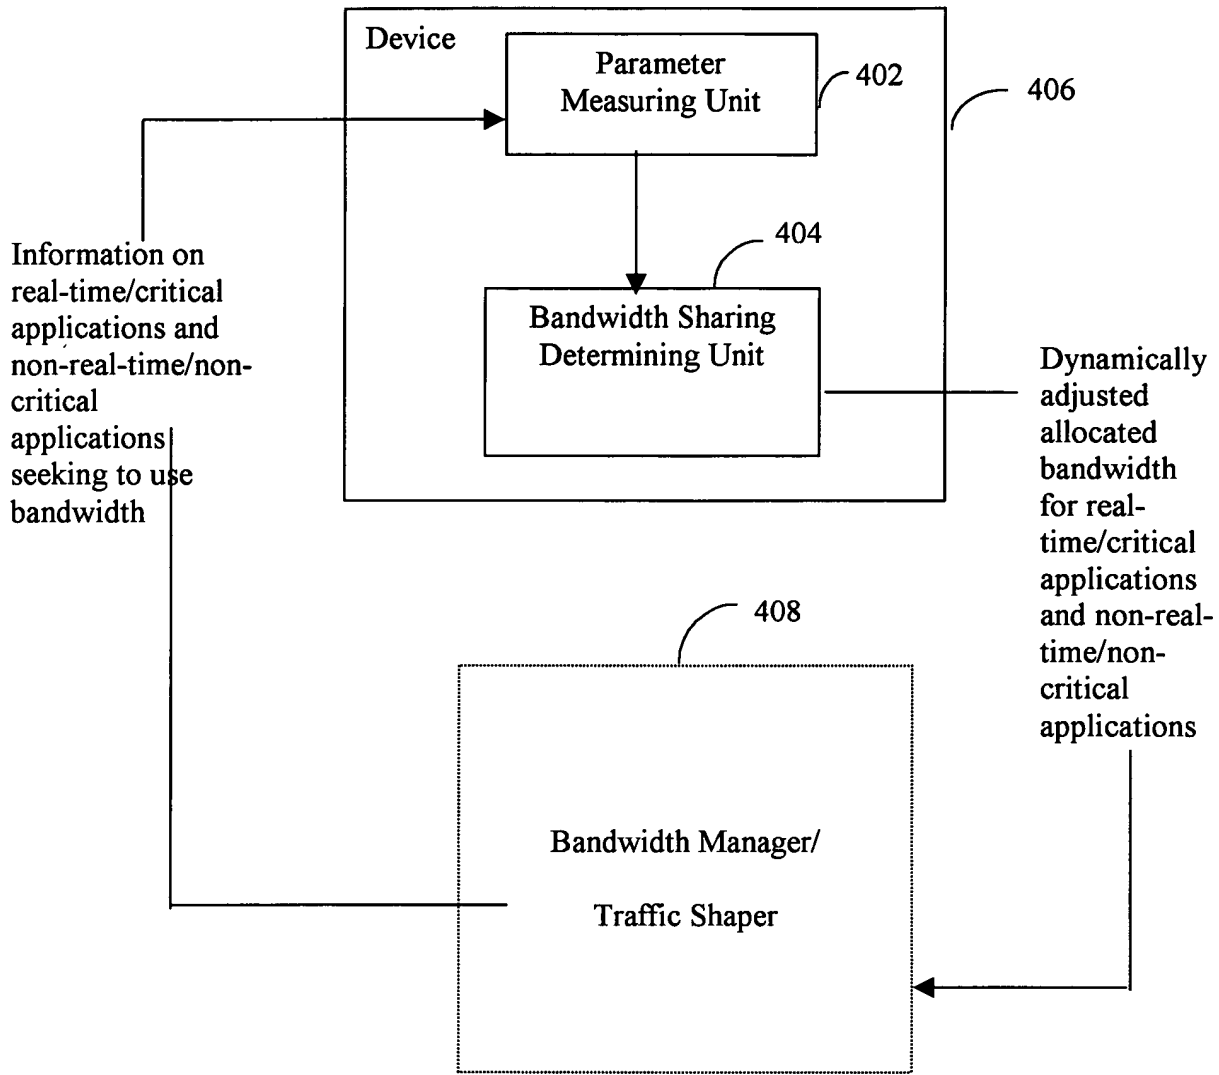 Device
Parameter
Measuring Unit
402
406
404
Information on
real-time/critical
applications and
non-real-time/non-
critical
applications
seeking to use
bandwidth
Bandwidth Sharing
Determining Unit
Dynamically
adjusted
allocated
bandwidth
for real-
time/critical
applications
and non-real-
time/non-
critical
applications
408
Bandwidth Manager/
Traffic Shaper